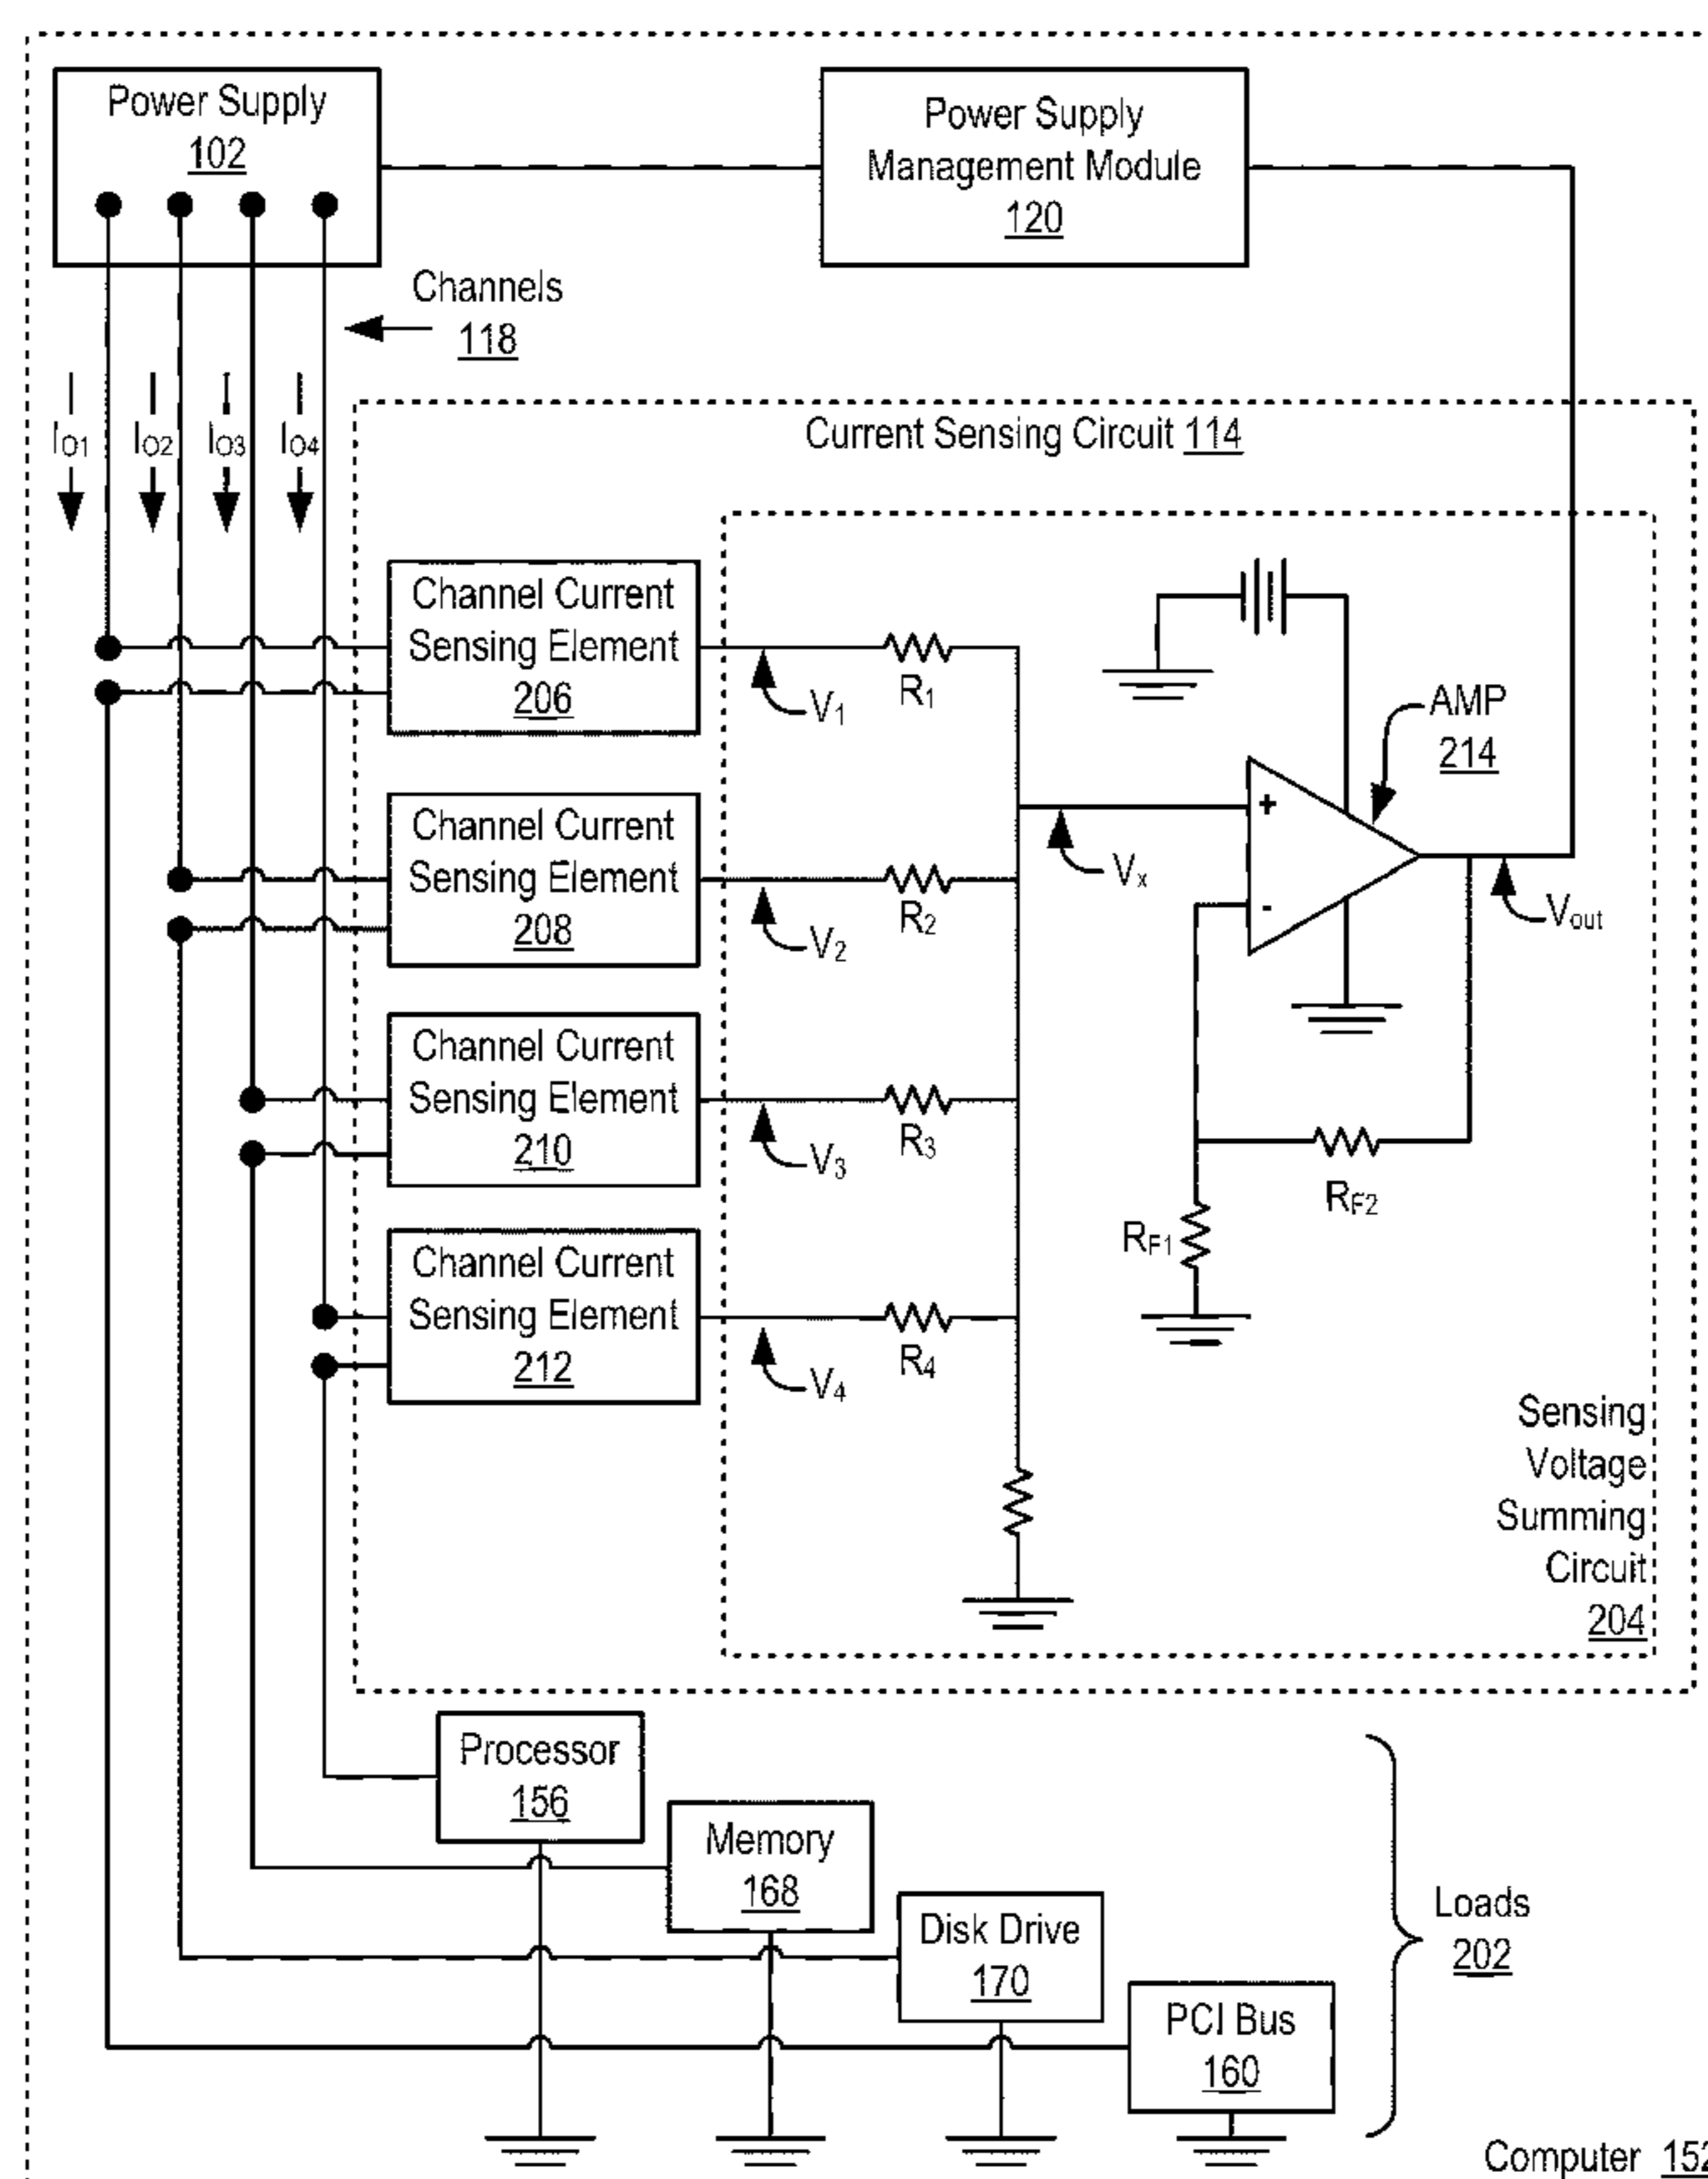 Power Supply
102
Power Supply
Management Module
120
Channels
118
IO1
IO2
IO3
IO4
Current Sensing Circuit 114
Channel Current
Sensing Element
206
V1
R1
AMP
214
+
-
Vx
Vout
Channel Current
Sensing Element
208
V2
R2
Channel Current
Sensing Element
210
V3
R3
RF2
RF1
Channel Current
Sensing Element
212
V4
R4
Sensing
Voltage
Summing
Circuit
204
Processor
156
Memory
168
Disk Drive
170
PCI Bus
160
Loads
202
Computer 152